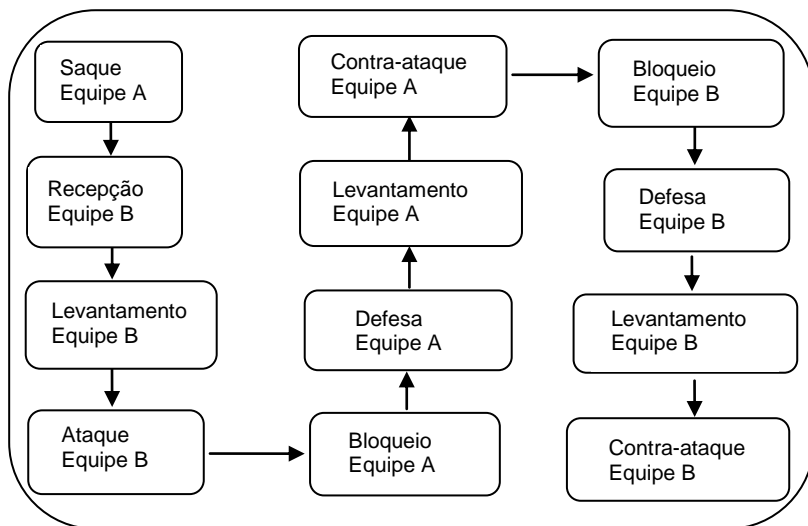 Saque
Equipe A
Recepção
Equipe B
Levantamento
Equipe B
Ataque
Equipe B
Bloqueio
Equipe A
Defesa
Equipe A
Levantamento
Equipe A
Contra-ataque
Equipe A
Bloqueio
Equipe B
Defesa
Equipe B
Levantamento
Equipe B
Contra-ataque
Equipe B